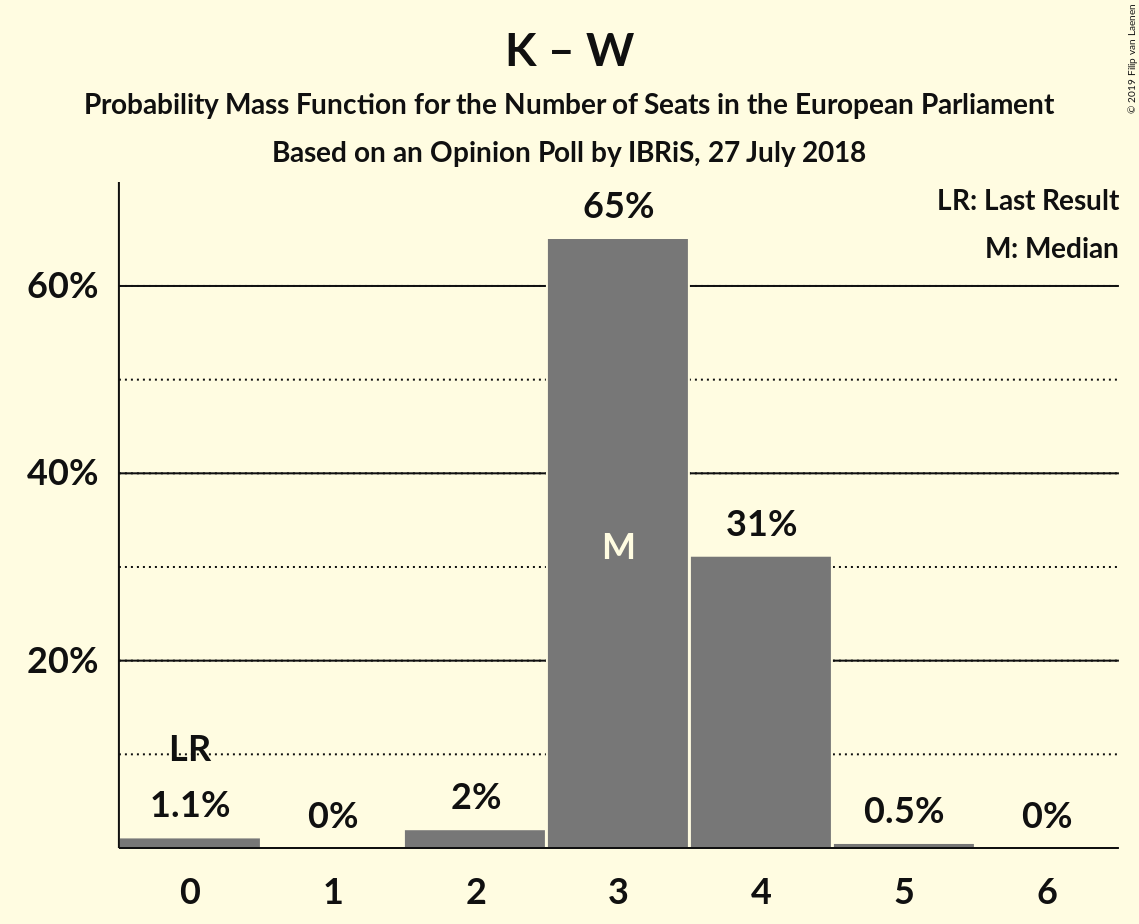 K – W
Probability Mass Function for the Number of Seats in the European Parliament
Based on an Opinion Poll by IBRiS, 27 July 2018
© 2019 Filip van Laenen
LR: Last Result
M: Median
65%
60%
40%
31%
M
20%
LR
1.1%
0%
2%
0.5%
0%
0 1 2 3 4 5 6